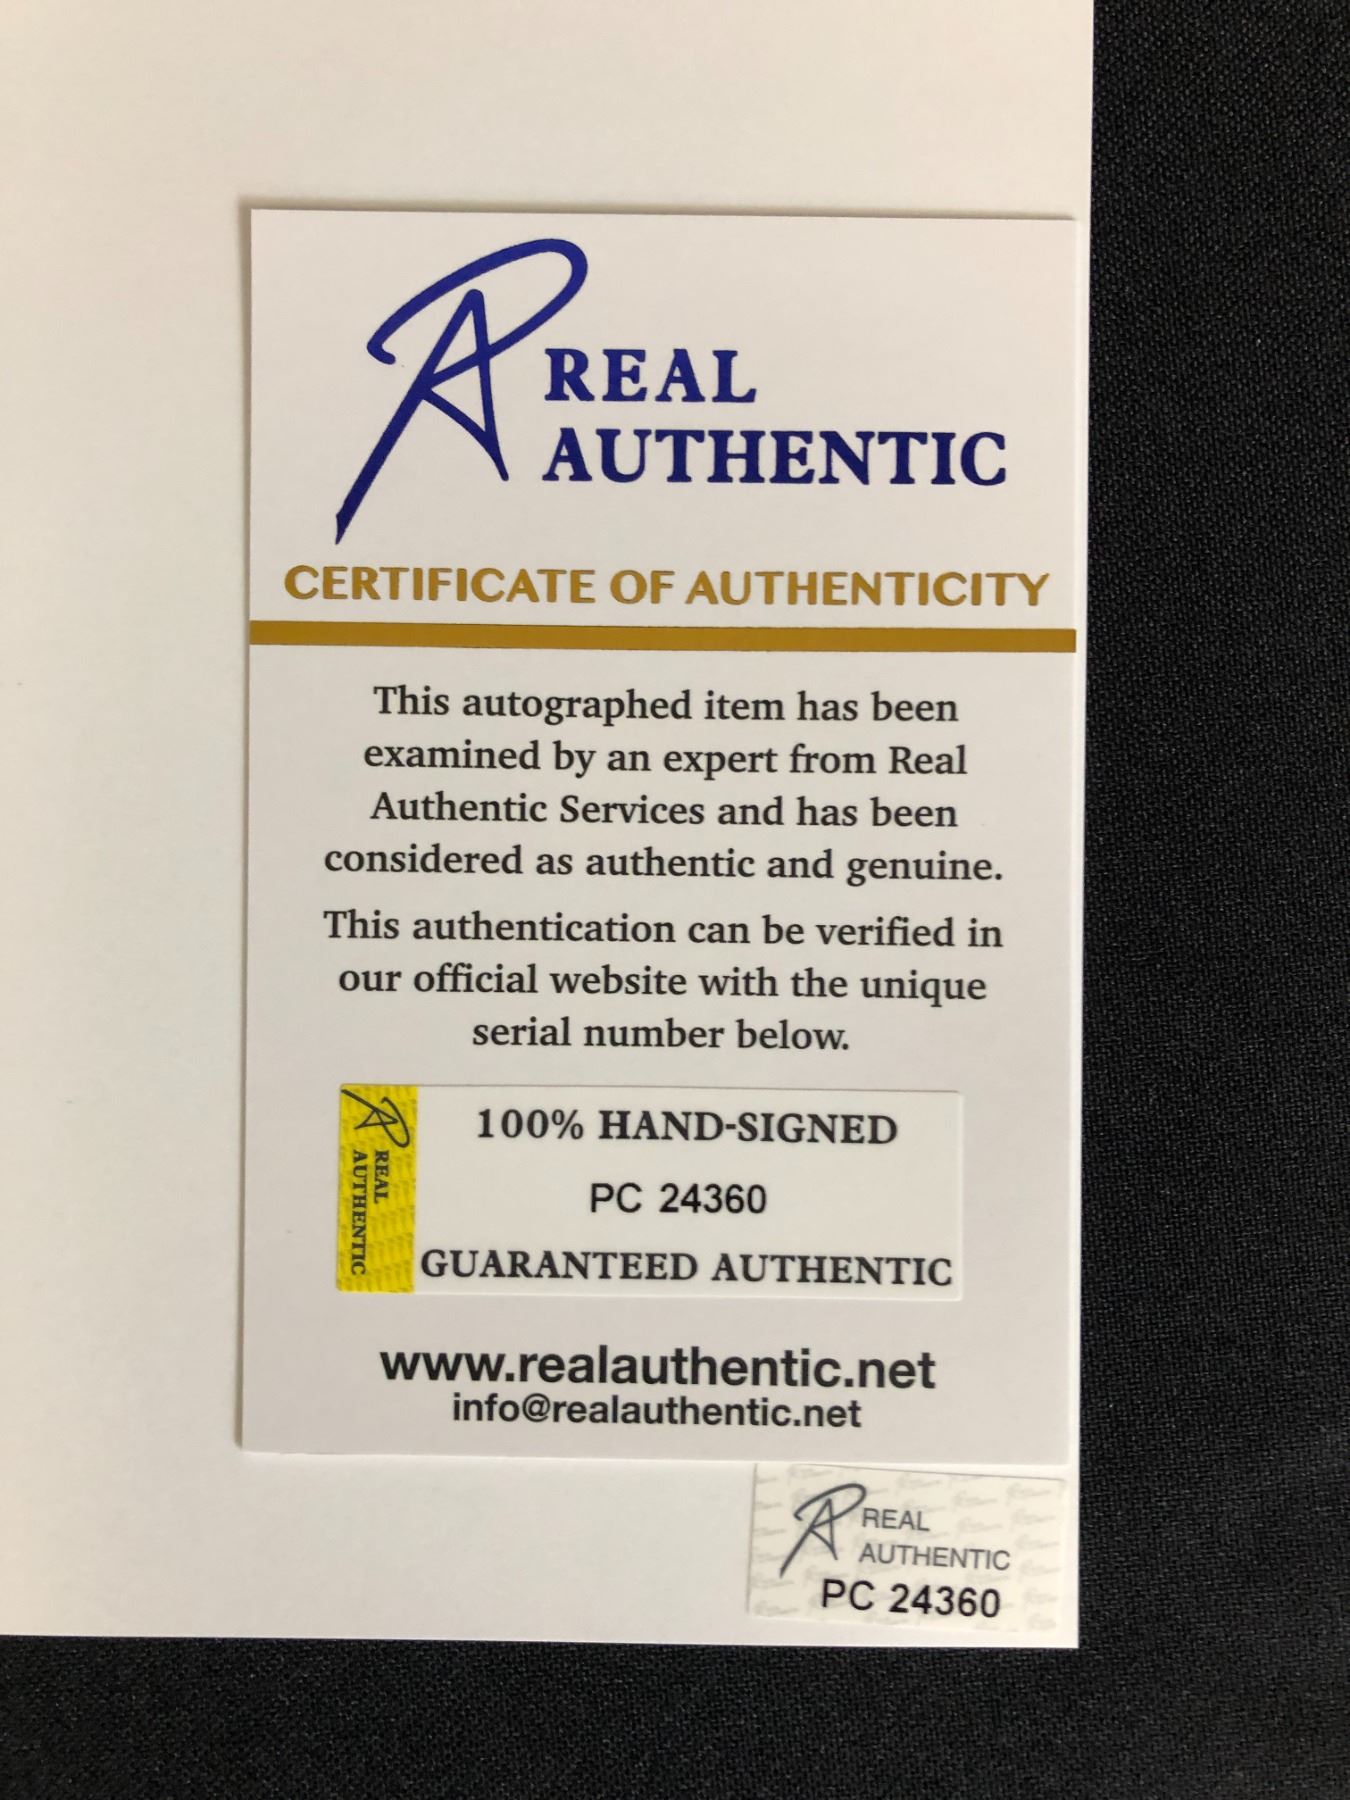 REAL
AUTHENTIC
CERTIFICATE OF AUTHENTICITY
This autographed item has been
examined by an expert from Real
Authentic Services and has been
considered as authentic and genuine.
This authentication can be verified in
our official website with the unique
serial number below.
REAL
AUTHENTIC
100% HAND-SIGNED
PC 24360
GUARANTEED AUTHENTIC
www.realauthentic.net
info@realauthentic.net
REAL
AUTHENTIC
PC 24360